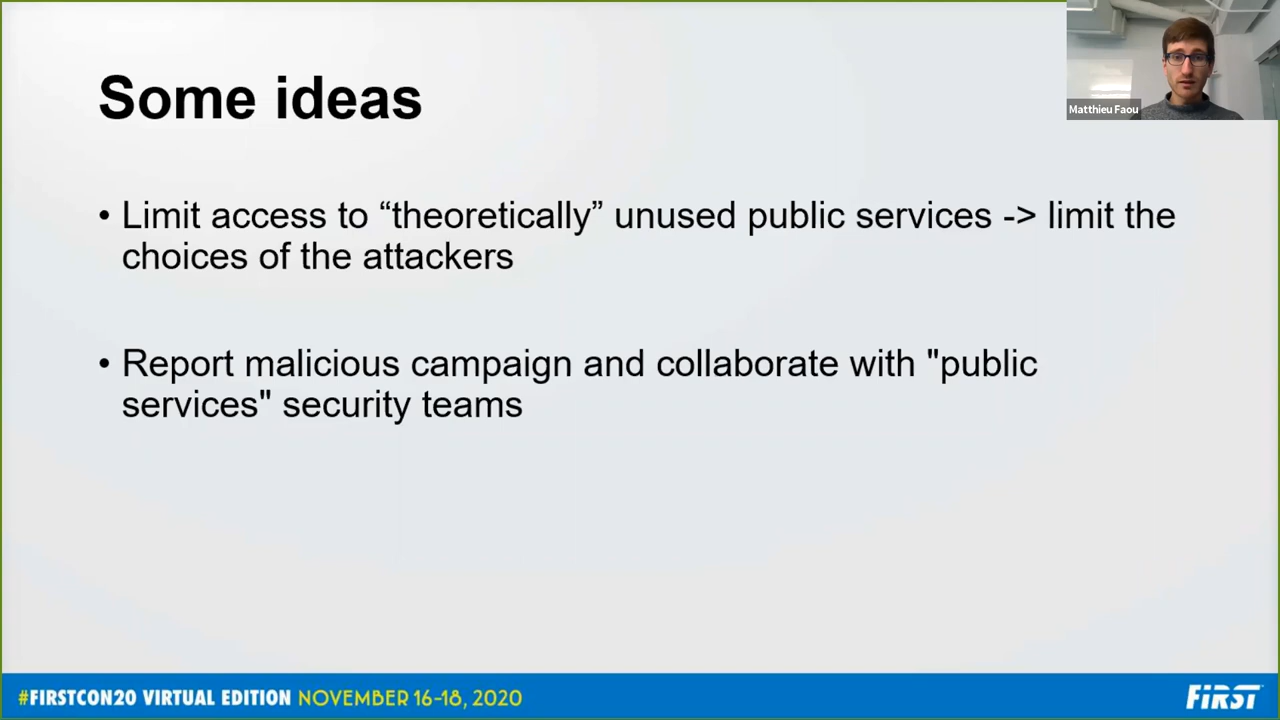 Matthieu Faou
Some ideas
• Limit access to “theoretically” unused public services -> limit the
choices of the attackers
• Report malicious campaign and collaborate with "public
services" security teams
#FIRSTCON20 VIRTUAL EDITION NOVEMBER 16-18, 2020
FiRST